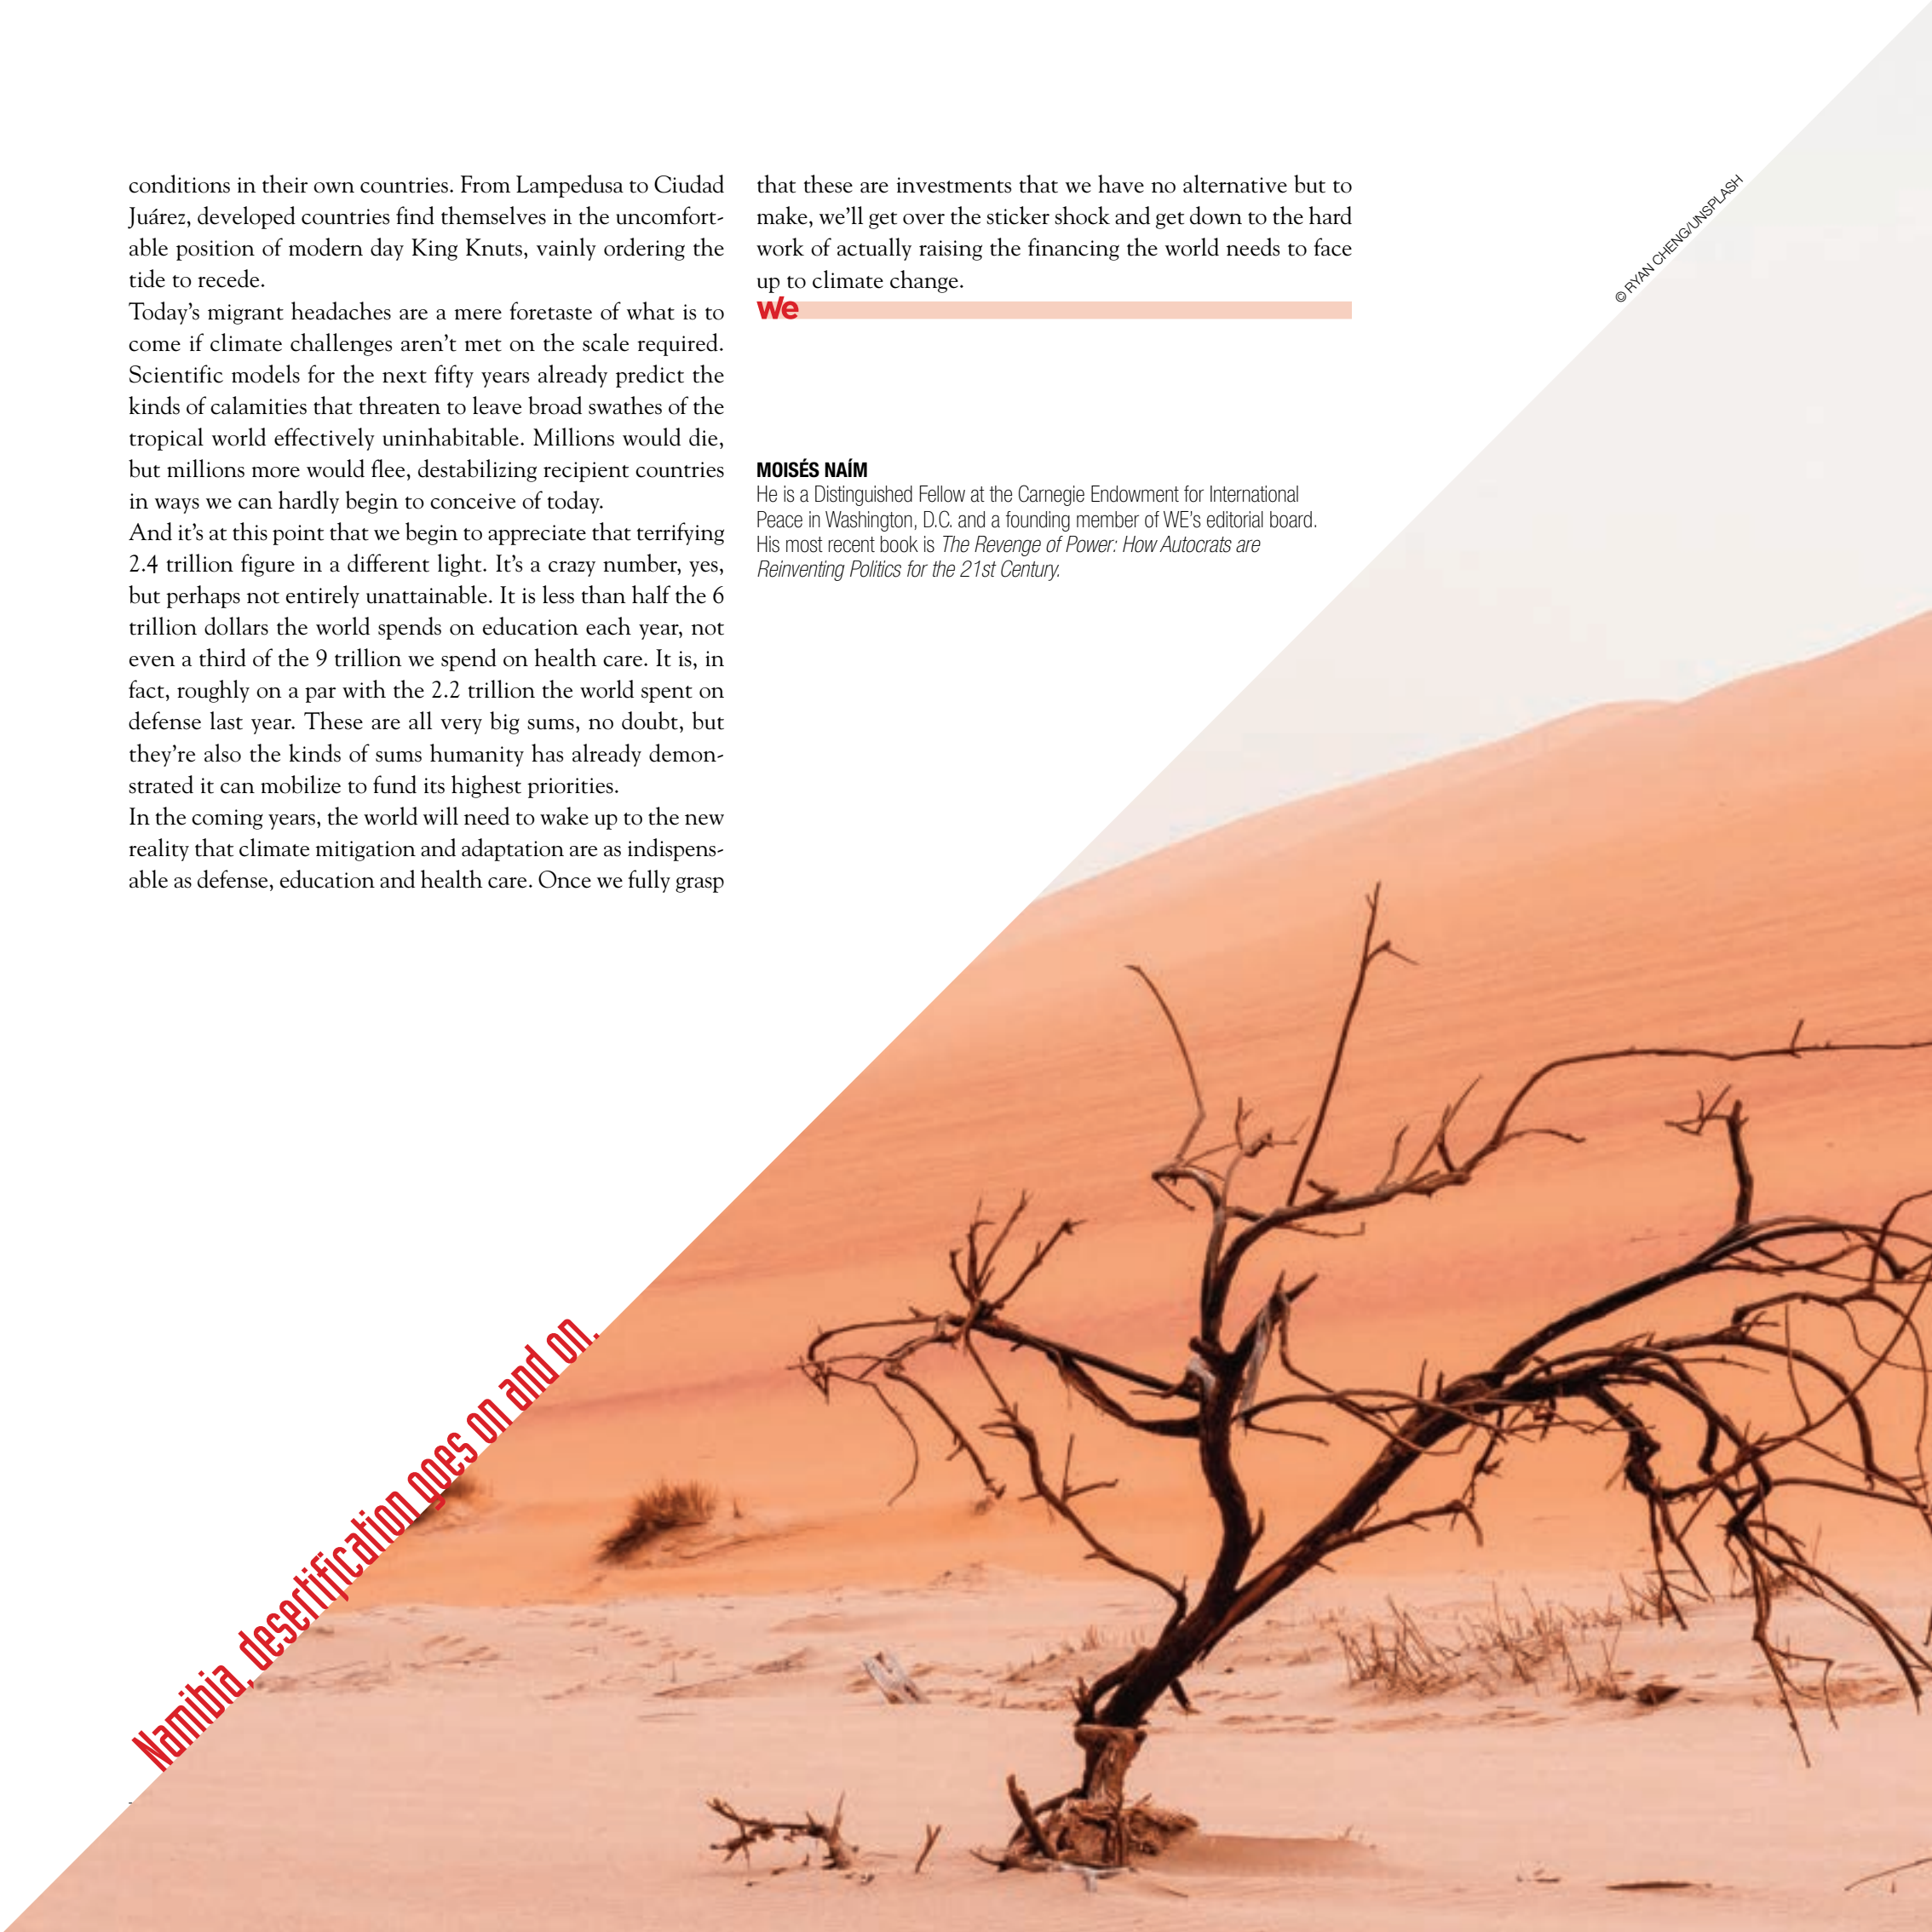 conditions in their own countries. From Lampedusa to Ciudad
Juárez, developed countries find themselves in the uncomfort-
able position of modern day King Knuts, vainly ordering the
tide to recede.
Today's migrant headaches are a mere foretaste of what is to
come if climate challenges aren't met on the scale required.
Scientific models for the next fifty years already predict the
kinds of calamities that threaten to leave broad swathes of the
tropical world effectively uninhabitable. Millions would die,
but millions more would flee, destabilizing recipient countries
in ways we can hardly begin to conceive of today.
And it's at this point that we begin to appreciate that terrifying
2.4 trillion figure in a different light. It's a crazy number, yes,
but perhaps not entirely unattainable. It is less than half the 6
trillion dollars the world spends on education each year, not
even a third of the 9 trillion we spend on health care. It is, in
fact, roughly on a par with the 2.2 trillion the world spent on
defense last year. These are all very big sums, no doubt, but
they're also the kinds of sums humanity has already demon-
strated it can mobilize to fund its highest priorities.
In the coming years, the world will need to wake up to the new
reality that climate mitigation and adaptation are as indispens-
able as defense, education and health care. Once we fully grasp
that these are investments that we have no alternative but to
make, we'll get over the sticker shock and get down to the hard
work of actually raising the financing the world needs to face
up to climate change.
we
MOISÉS NAÍM
He is a Distinguished Fellow at the Carnegie Endowment for International
Peace in Washington, D.C. and a founding member of WE's editorial board.
His most recent book is The Revenge of Power: How Autocrats are
Reinventing Politics for the 21st Century.
© RYAN CHENG/UNSPLASH
Namibia, desertification goes on and on.